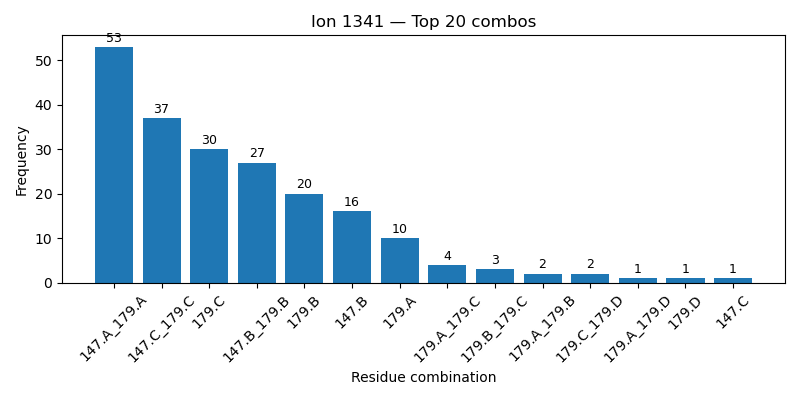 Ion 1341 — Top 20 combos
Frequency
50
40
30
20
10
0
53
37
30
27
20
16
10
4
3
2
2
1
1
1
147.A_179.A
147.C_179.C
179.C
147.B_179.B
179.B
147.B
179.A
179.A_179.C
179.B_179.C
179.A_179.B
179.C_179.D
179.A_179.D
179.D
147.C
Residue combination